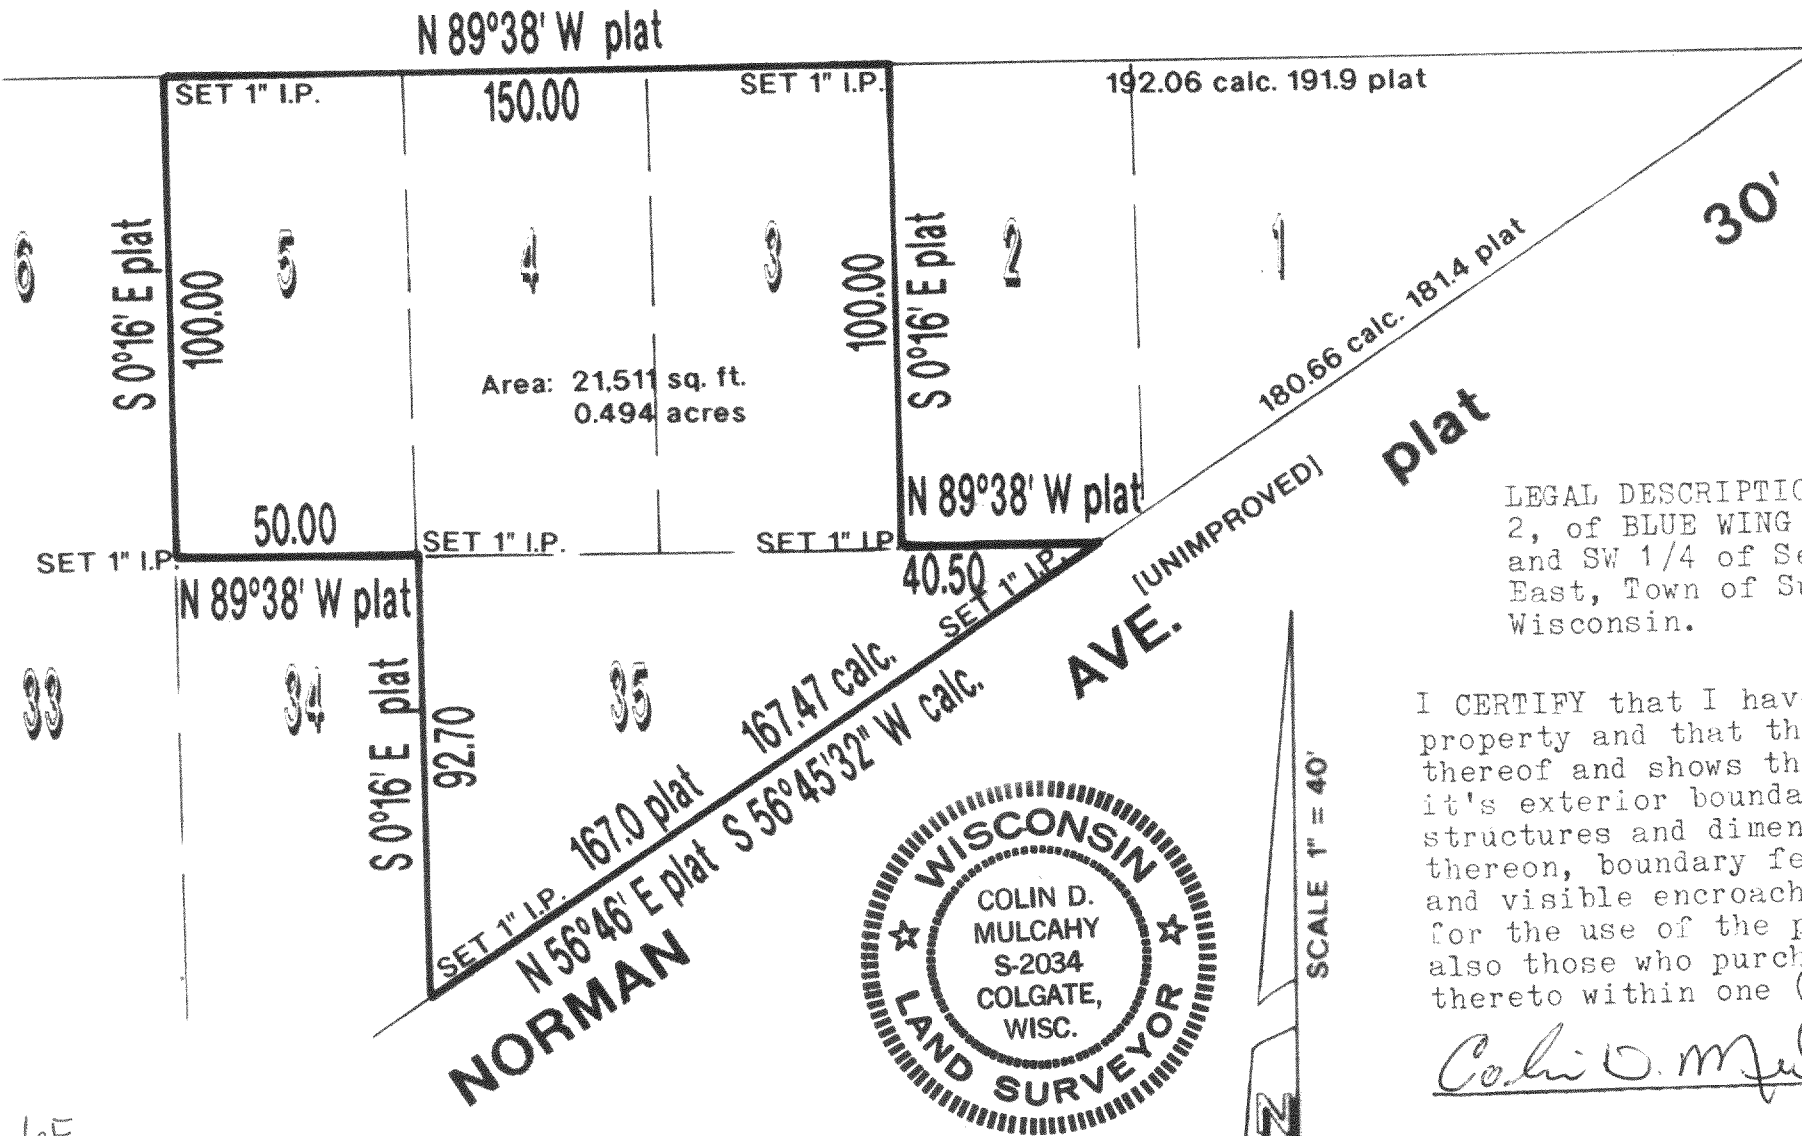 N 89°38' W plat
SET 1" I.P.
150.00
SET 1" I.P.
192.06 calc. 191.9 plat
30'
6
S 0°16' E plat
100.00
5
4
3
100.00
S 0°16' E plat
2
1
180.66 calc. 181.4 plat
Area: 21,511 sq. ft.
0.494 acres
plat
[UNIMPROVED]
50.00
N 89°38' W plat
SET 1" I.P.
SET 1" I.P.
SET 1" I.P.
40.50
SET 1" I.P.
N 89°38' W plat
AVE.
33
34
S 0°16' E plat
92.70
35
167.0 plat
167.47 calc.
SET 1" I.P.
N 56°46' E plat S 56°45'32" W calc.
NORMAN
WISCONSIN
COLIN D.
MULCAHY
S-2034
COLGATE,
WISC.
LAND SURVEYOR
SCALE 1" = 40'
N
LEGAL DESCRIPTIO
2, of BLUE WING
and SW 1/4 of Se
East, Town of Su
Wisconsin.
I CERTIFY that I hav
property and that th
thereof and shows th
it's exterior bounda
structures and dimen
thereon, boundary fe
and visible encroach
for the use of the p
also those who purch
thereto within one (
Colin D. Mul